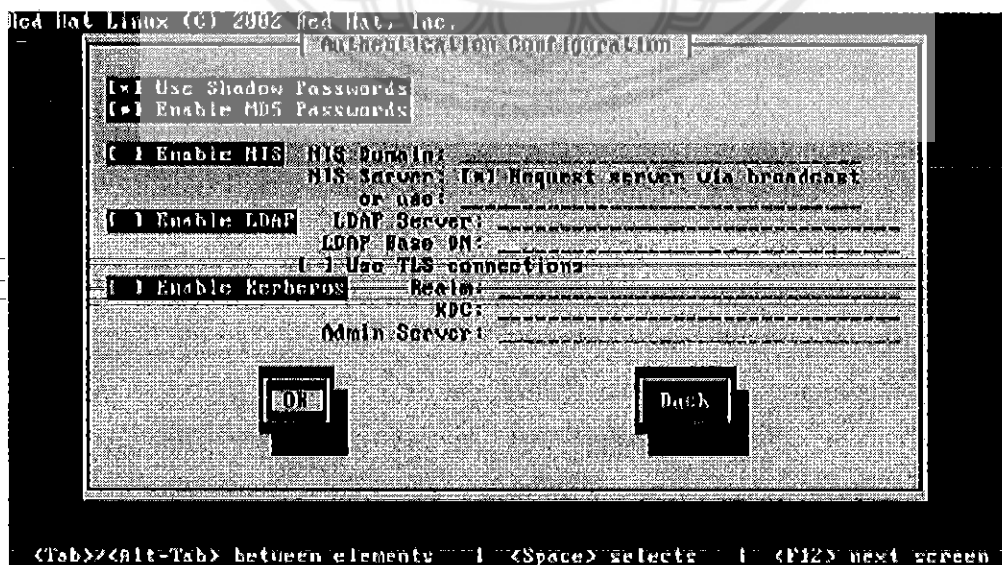 Red Hat Linux (C) 2002 Red Hat, Inc.
Authentication Configuration
[*] Use Shadow Passwords
[*] Enable MD5 Passwords
[ ] Enable NIS NIS Domain:
NIS Server: [*] Request server via broadcast
or use:
[ ] Enable LDAP LDAP Server:
LDAP Base DN:
[ ] Use TLS connections
[ ] Enable Kerberos Realm:
KDC:
Admin Server:
OK Back
<Tab>/<Alt-Tab> between elements | <Space> selects | <F12> next screen